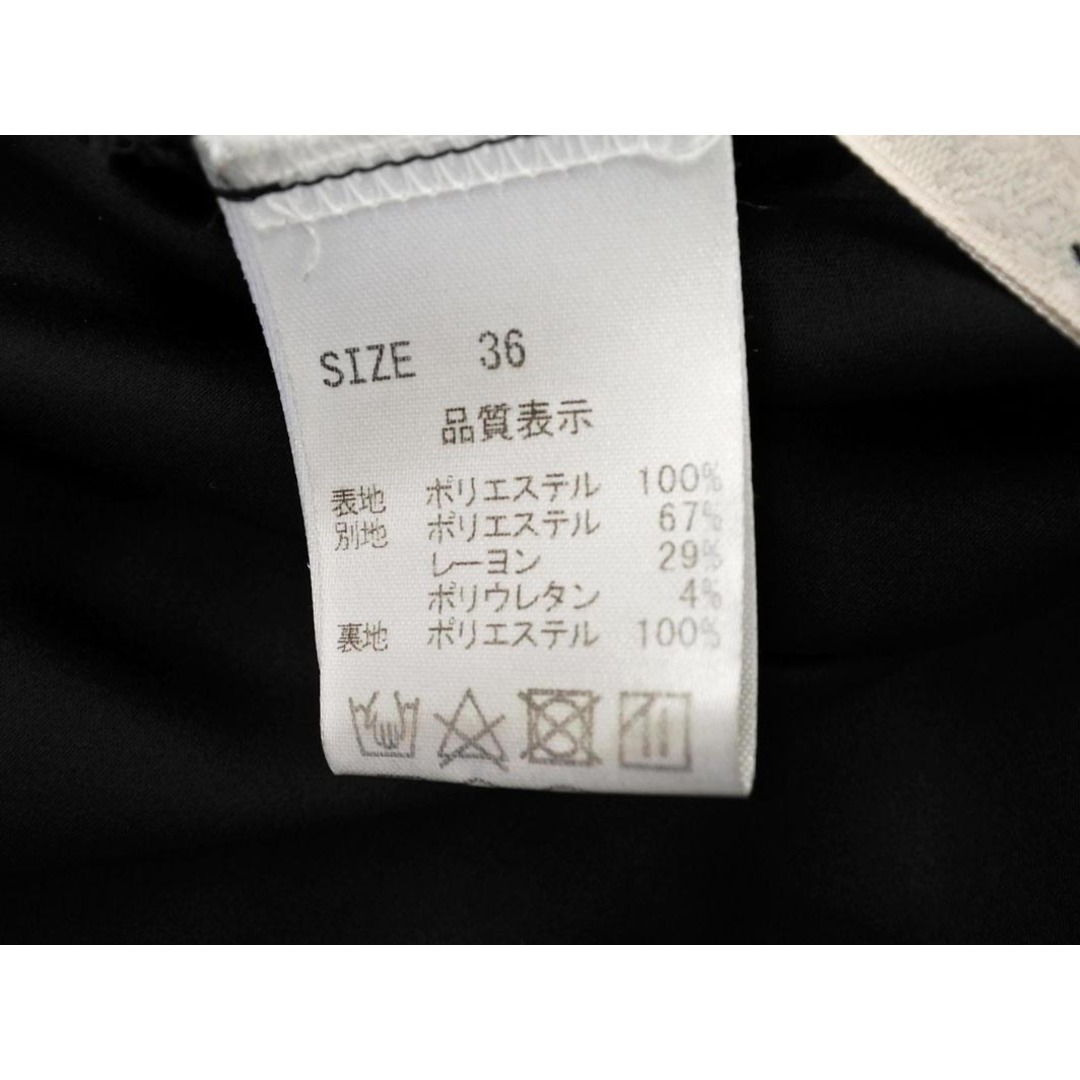 SIZE 36
品質表示
表地 ポリエステル 100%
別地 ポリエステル 67%
レーヨン 29%
ポリウレタン 4%
裏地 ポリエステル 100%